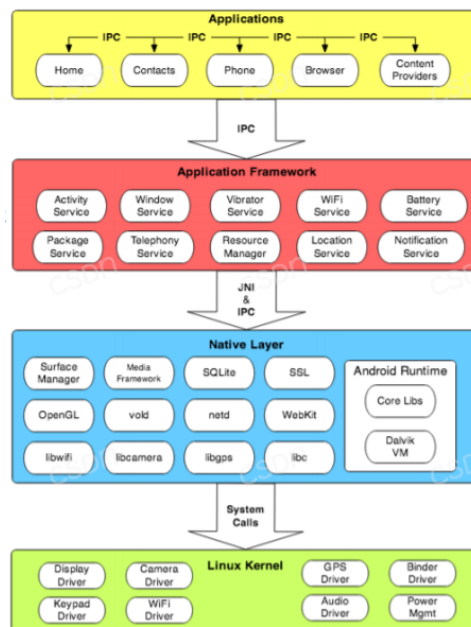 Applications
IPC IPC IPC IPC
Home Contacts Phone Browser Content Providers
IPC
Application Framework
Activity Service Window Service Vibrator Service WiFi Service Battery Service
Package Service Telephony Service Resource Manager Location Service Notification Service
JNI
&
IPC
Native Layer
Surface Manager Media Framework SQLite SSL
OpenGL vold netd WebKit
libwifi libcamera libgps libc
Android Runtime
Core Libs
Dalvik VM
System
Calls
Linux Kernel
Display Driver Camera Driver GPS Driver Binder Driver
Keypad Driver WiFi Driver Audio Driver Power Mgmt
CSDN